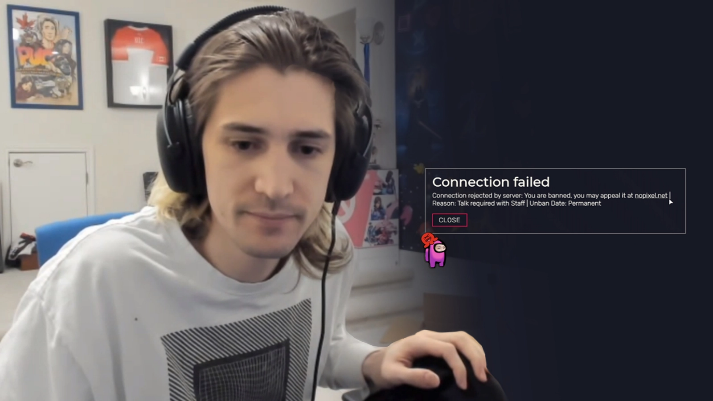 Connection failed
Connection rejected by server: You are banned, you may appeal it at nopixel.net |
Reason: Talk required with Staff | Unban Date: Permanent
CLOSE